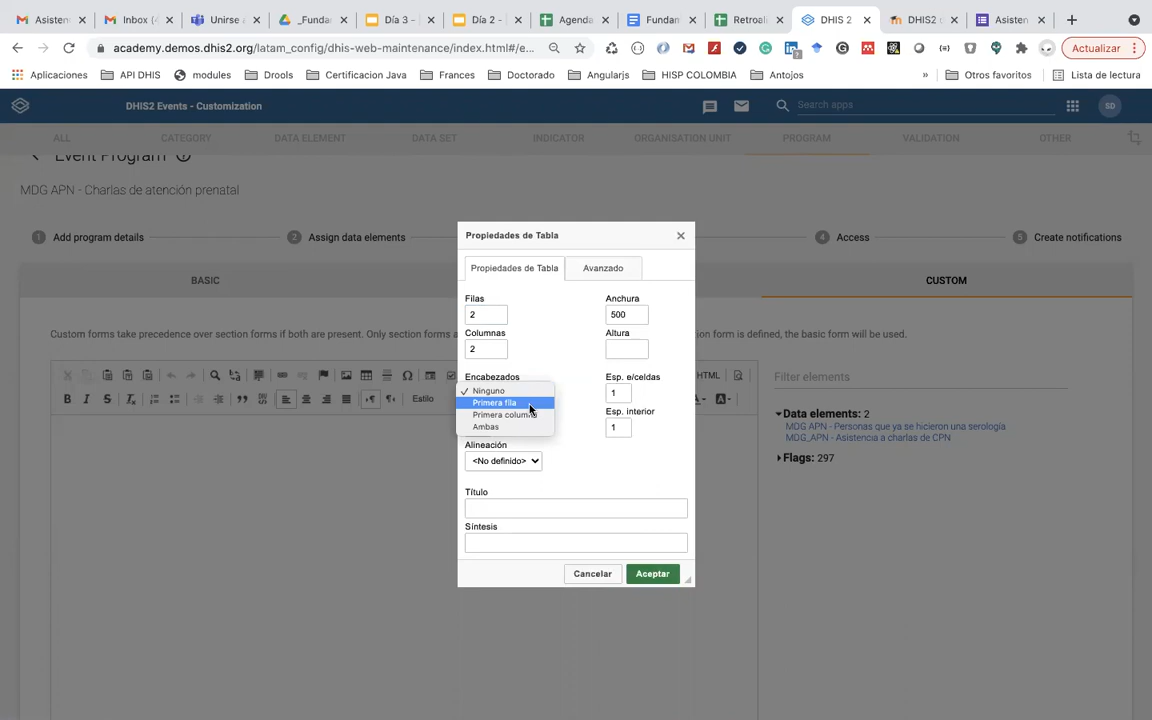 Asisten
Inbox (
Unirse a
_Fundar
Día 3 -
Día 2 -
Agenda
Fundam
Retroali
DHIS 2
DHIS2 c
Asisten
academy.demos.dhis2.org/latam_config/dhis-web-maintenance/index.html#/e...
Actualizar
Aplicaciones
API DHIS
modules
Drools
Certificacion Java
Frances
Doctorado
Angularjs
HISP COLOMBIA
Antojos
»
Otros favoritos
Lista de lectura
DHIS2 Events - Customization
Search apps
SD
ALL
CATEGORY
DATA ELEMENT
DATA SET
INDICATOR
ORGANISATION UNIT
PROGRAM
VALIDATION
OTHER
Event Program
MDG APN - Charlas de atención prenatal
1 Add program details
2 Assign data elements
4 Access
5 Create notifications
BASIC
CUSTOM
Custom forms take precedence over section forms if both are present. Only section forms a
on form is defined, the basic form will be used.
HTML
Estilo
Filter elements
Data elements: 2
MDG APN - Personas que ya se hicieron una serología
MDG_APN - Asistencia a charlas de CPN
Flags: 297
Propiedades de Tabla
Propiedades de Tabla
Avanzado
Filas
Anchura
2
500
Columnas
Altura
2
Encabezados
Esp. e/celdas
Ninguno
1
Primera fila
Primera columna
Esp. interior
Ambas
1
Alineación
<No definido>
Título
Síntesis
Cancelar
Aceptar